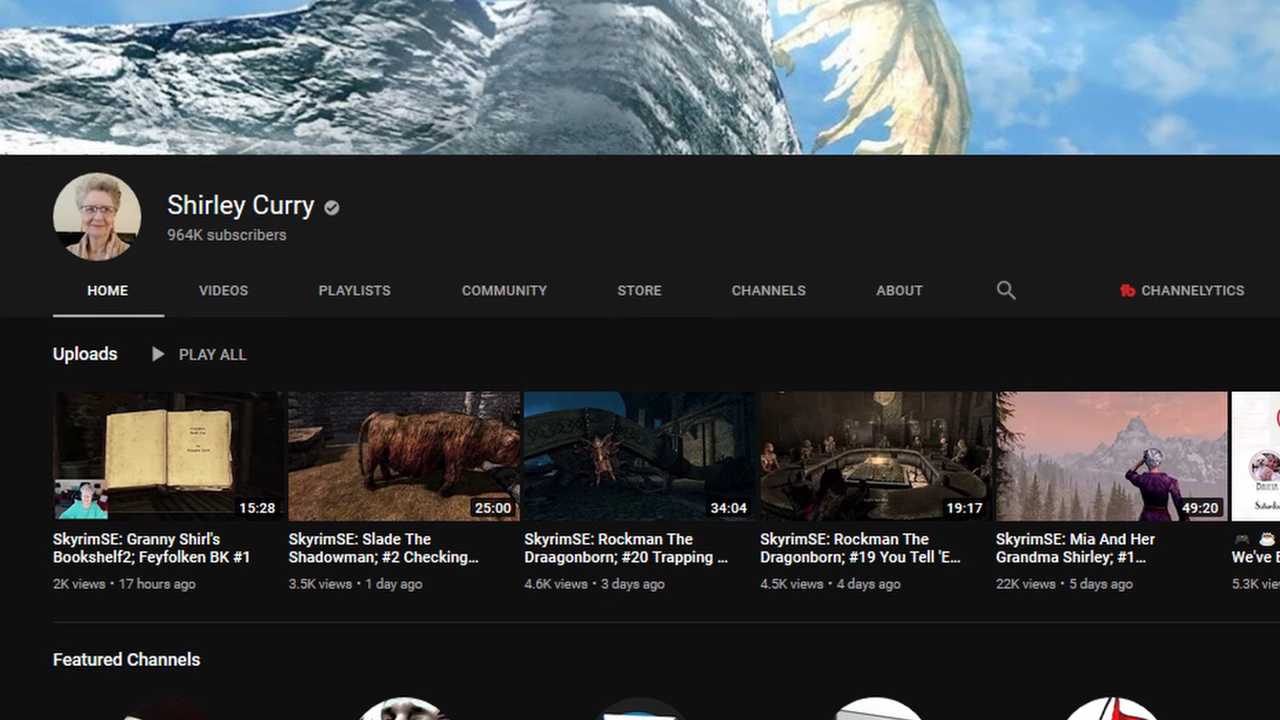 Shirley Curry
964K subscribers
HOME VIDEOS PLAYLISTS COMMUNITY STORE CHANNELS ABOUT CHANNELYTICS
Uploads PLAY ALL
15:28 25:00 34:04 19:17 49:20
SkyrimSE: Granny Shirl's
Bookshelf2; Feyfolken BK #1
2K views • 17 hours ago
SkyrimSE: Slade The
Shadowman; #2 Checking...
3.5K views • 1 day ago
SkyrimSE: Rockman The
Draagonborn; #20 Trapping ...
4.6K views • 3 days ago
SkyrimSE: Rockman The
Dragonborn; #19 You Tell 'E...
4.5K views • 4 days ago
SkyrimSE: Mia And Her
Grandma Shirley; #1...
22K views • 5 days ago
We've
5.3K
Featured Channels